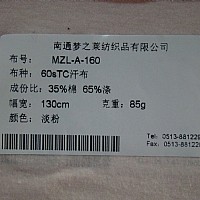 南通梦之莱纺织品有限公司
布号: MZL-A-160
布种: 60sTC汗布
成份比: 35%棉 65%涤
幅宽: 130cm 克重: 85g
颜色: 淡粉
Tel: 0513-881229
Fax: 0513-88122